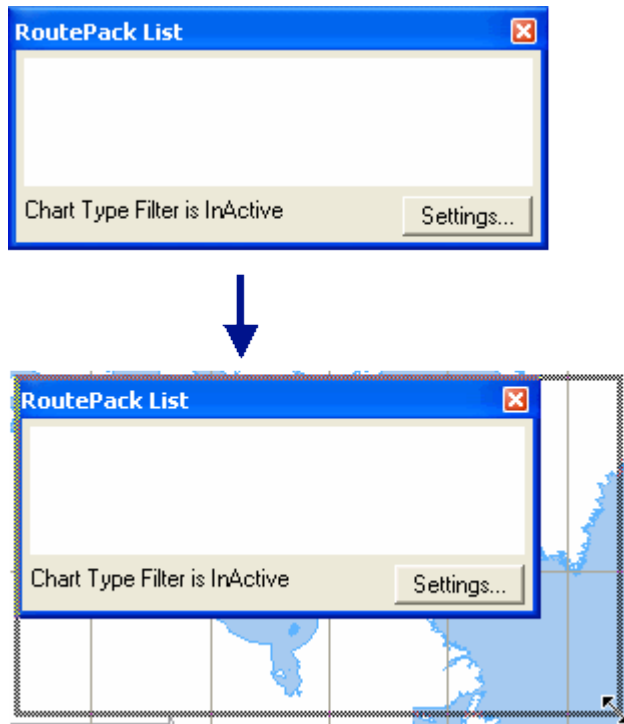 RoutePack List
Chart Type Filter is InActive
Settings...
RoutePack List
Chart Type Filter is InActive
Settings...